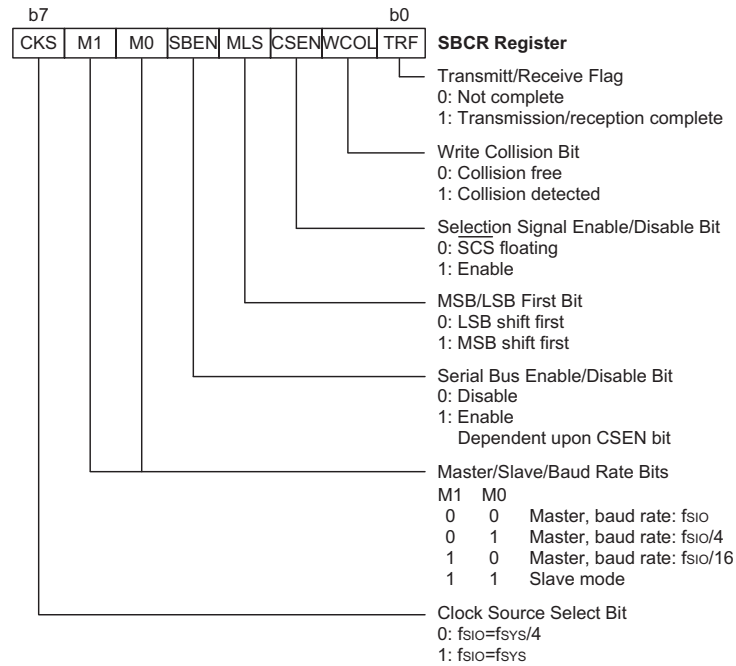 b7 b0
CKS M1 M0 SBEN MLS CSEN WCOL TRF SBCR Register
Transmitt/Receive Flag
0: Not complete
1: Transmission/reception complete
Write Collision Bit
0: Collision free
1: Collision detected
Selection Signal Enable/Disable Bit
0: S̅C̅S̅ floating
1: Enable
MSB/LSB First Bit
0: LSB shift first
1: MSB shift first
Serial Bus Enable/Disable Bit
0: Disable
1: Enable
Dependent upon CSEN bit
Master/Slave/Baud Rate Bits
M1 M0
0 0 Master, baud rate: fSIO
0 1 Master, baud rate: fSIO/4
1 0 Master, baud rate: fSIO/16
1 1 Slave mode
Clock Source Select Bit
0: fSIO=fSYS/4
1: fSIO=fSYS